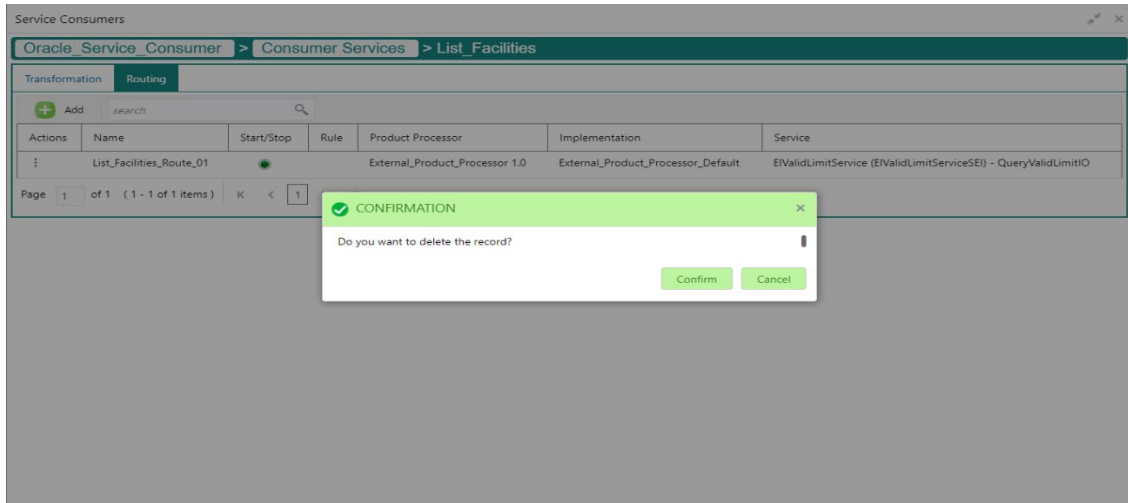 Service Consumers
Oracle_Service_Consumer > Consumer Services > List_Facilities
Transformation Routing
Add search
Actions Name Start/Stop Rule Product Processor Implementation Service
List_Facilities_Route_01 External_Product_Processor 1.0 External_Product_Processor_Default EIValidLimitService (EIValidLimitServiceSEI) - QueryValidLimitIO
Page 1 of 1 ( 1 - 1 of 1 items ) 1
CONFIRMATION
Do you want to delete the record?
Confirm Cancel